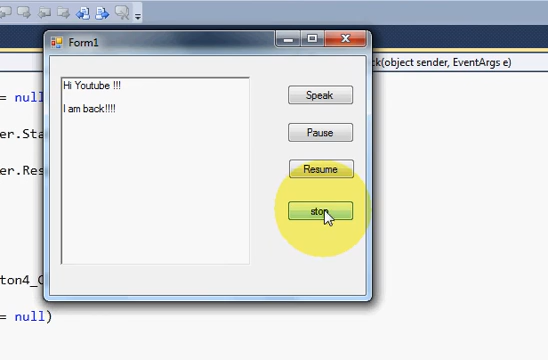 Form1
ck(object sender, EventArgs e)
Hi Youtube !!!
I am back!!!!
Speak
Pause
Resume
stop
= null
er.Sta
er.Res
ton4_C
= null)